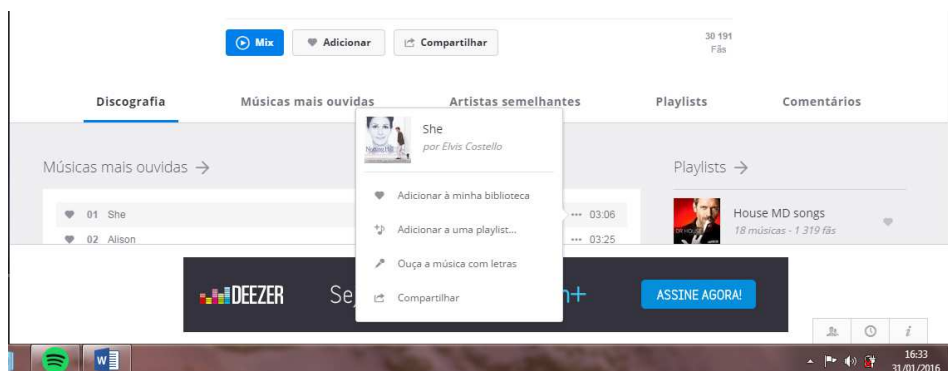 Mix
Adicionar
Compartilhar
30 191
Fãs
Discografia
Músicas mais ouvidas
Artistas semelhantes
Playlists
Comentários
She
por Elvis Costello
Músicas mais ouvidas →
Playlists →
Adicionar à minha biblioteca
01 She
••• 03:06
House MD songs
18 músicas - 1 319 fãs
Adicionar a uma playlist...
02 Alison
••• 03:25
Ouça a música com letras
DEEZER
Sej
n+
ASSINE AGORA!
Compartilhar
16:33
31/01/2016